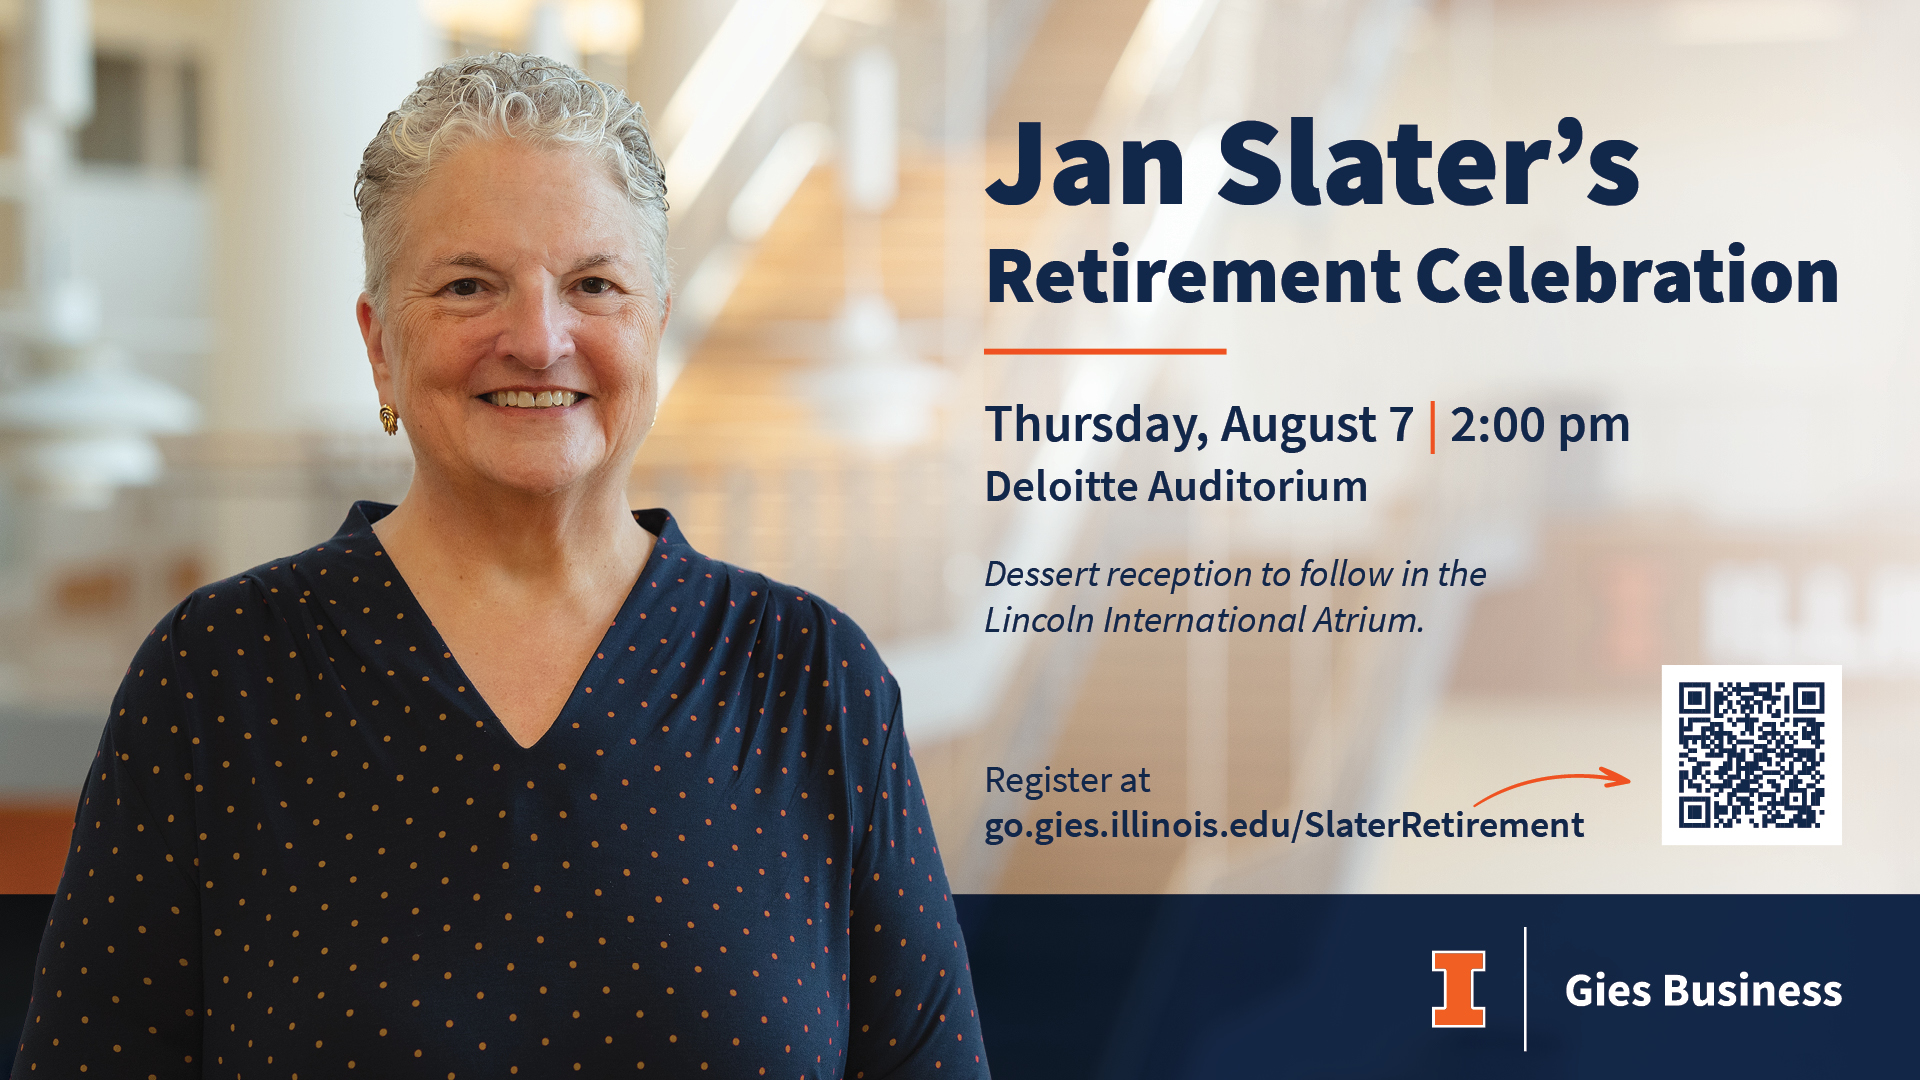 Jan Slater’s
Retirement Celebration
Thursday, August 7 | 2:00 pm
Deloitte Auditorium
Dessert reception to follow in the
Lincoln International Atrium.
Register at
go.gies.illinois.edu/SlaterRetirement
I | Gies Business